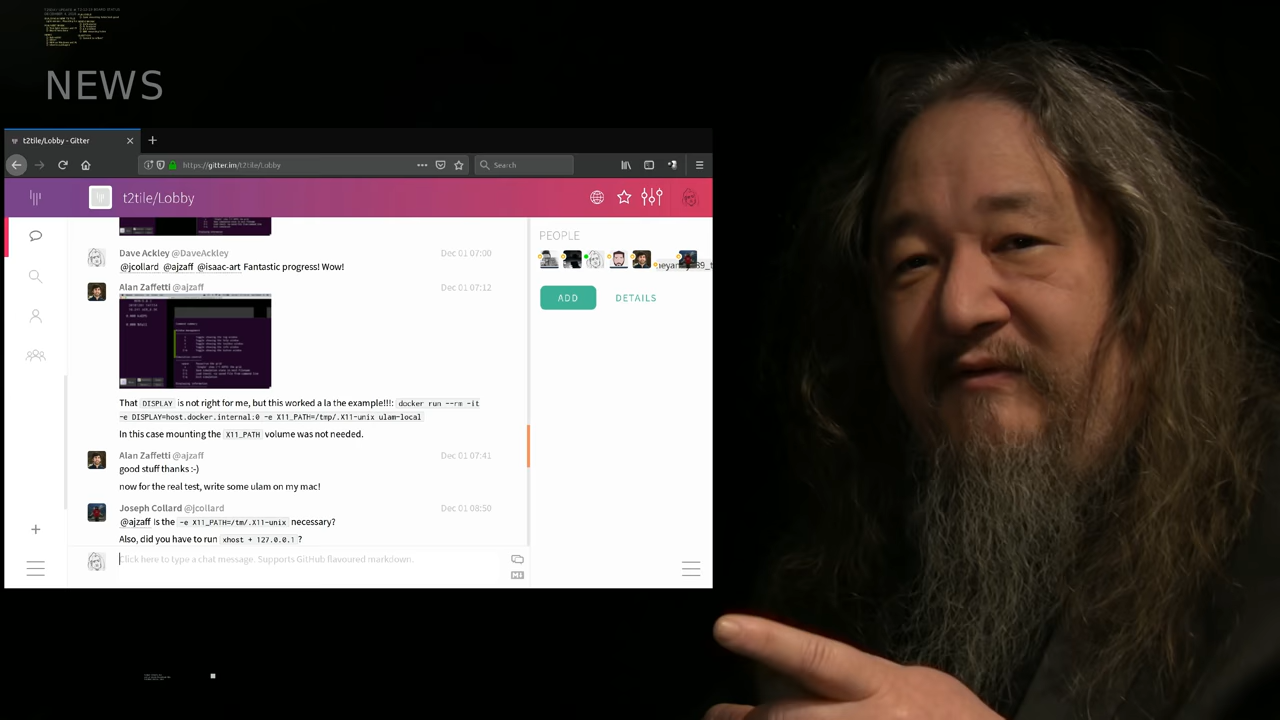 NEWS
t2tile/Lobby - Gitter
https://gitter.im/t2tile/Lobby
Search
t2tile/Lobby
Dave Ackley @DaveAckley Dec 01 07:00
@jcollard @ajzaff @isaac-art Fantastic progress! Wow!
Alan Zaffetti @ajzaff Dec 01 07:12
That DISPLAY is not right for me, but this worked a la the example!!!: docker run --rm -it
-e DISPLAY=host.docker.internal:0 -e X11_PATH=/tmp/.X11-unix ulam-local
In this case mounting the X11_PATH volume was not needed.
Alan Zaffetti @ajzaff Dec 01 07:41
good stuff thanks :-)
now for the real test, write some ulam on my mac!
Joseph Collard @jcollard Dec 01 08:50
@ajzaff is the -e X11_PATH=/tm/.X11-unix necessary?
Also, did you have to run xhost + 127.0.0.1 ?
Click here to type a chat message. Supports GitHub flavoured markdown.
PEOPLE
ADD DETAILS